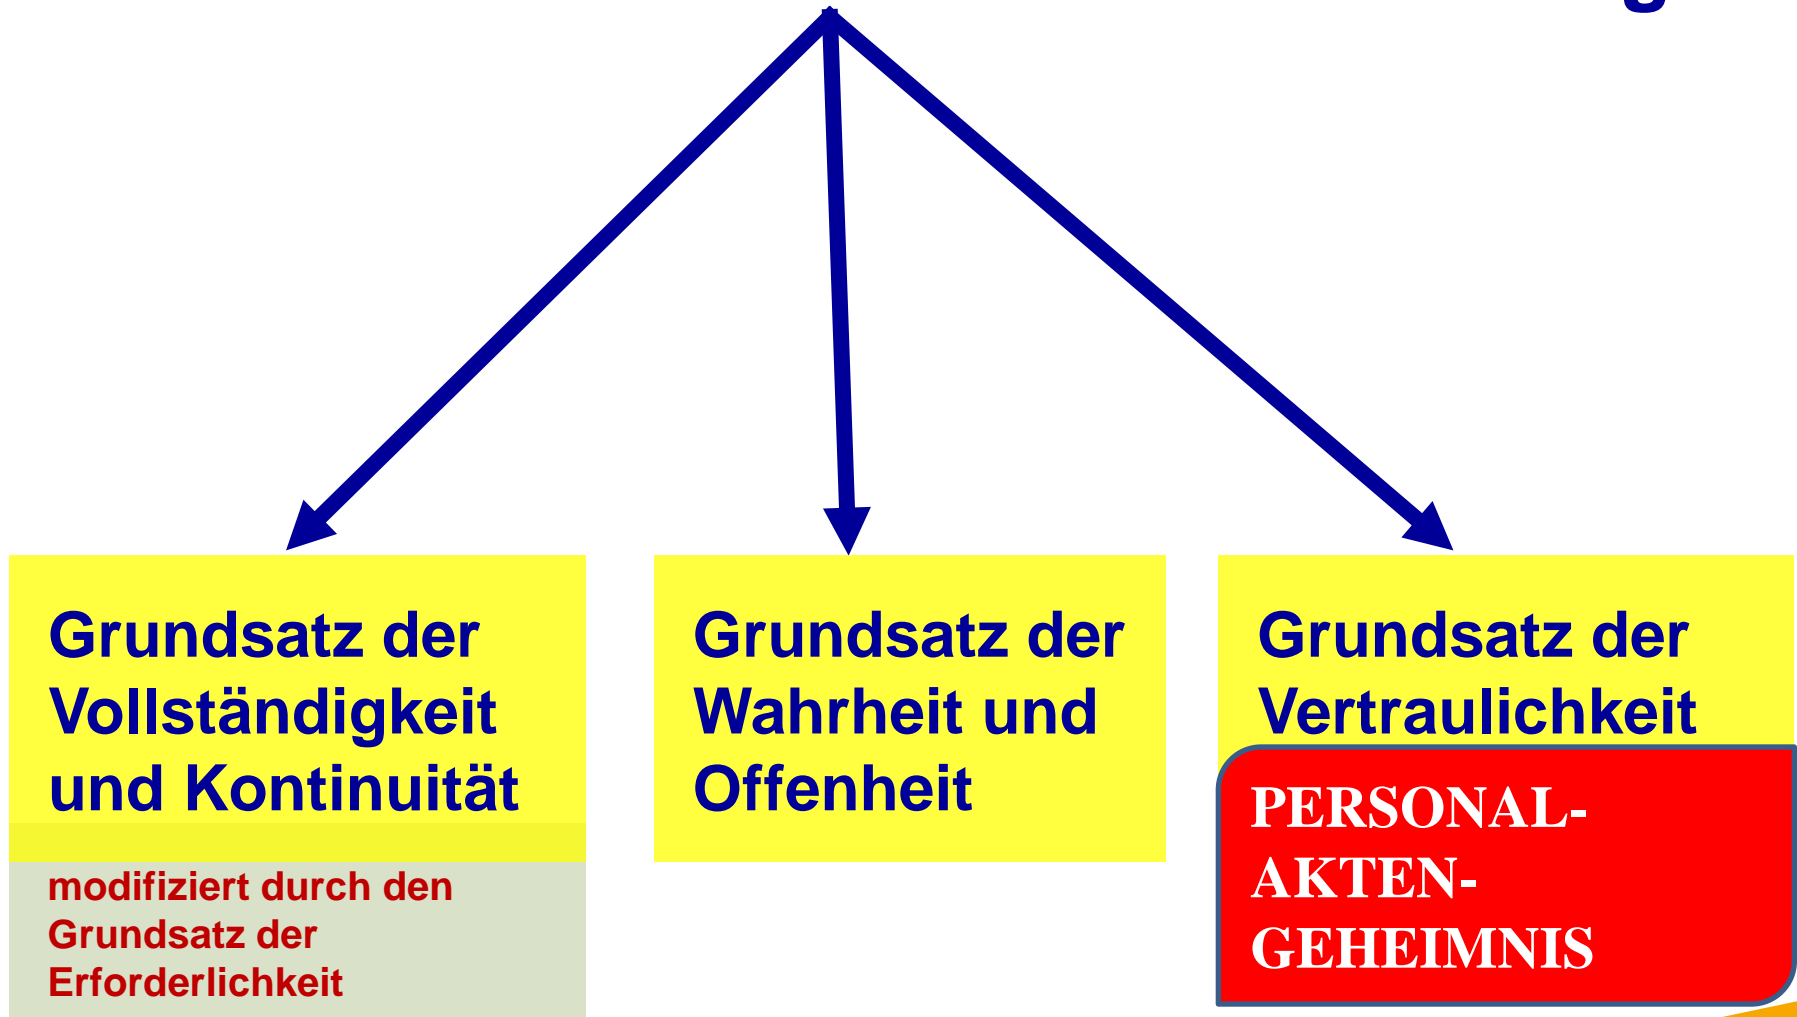 Grundsatz der
Vollständigkeit
und Kontinuität
modifiziert durch den
Grundsatz der
Erforderlichkeit
Grundsatz der
Wahrheit und
Offenheit
Grundsatz der
Vertraulichkeit
PERSONAL-
AKTEN-
GEHEIMNIS